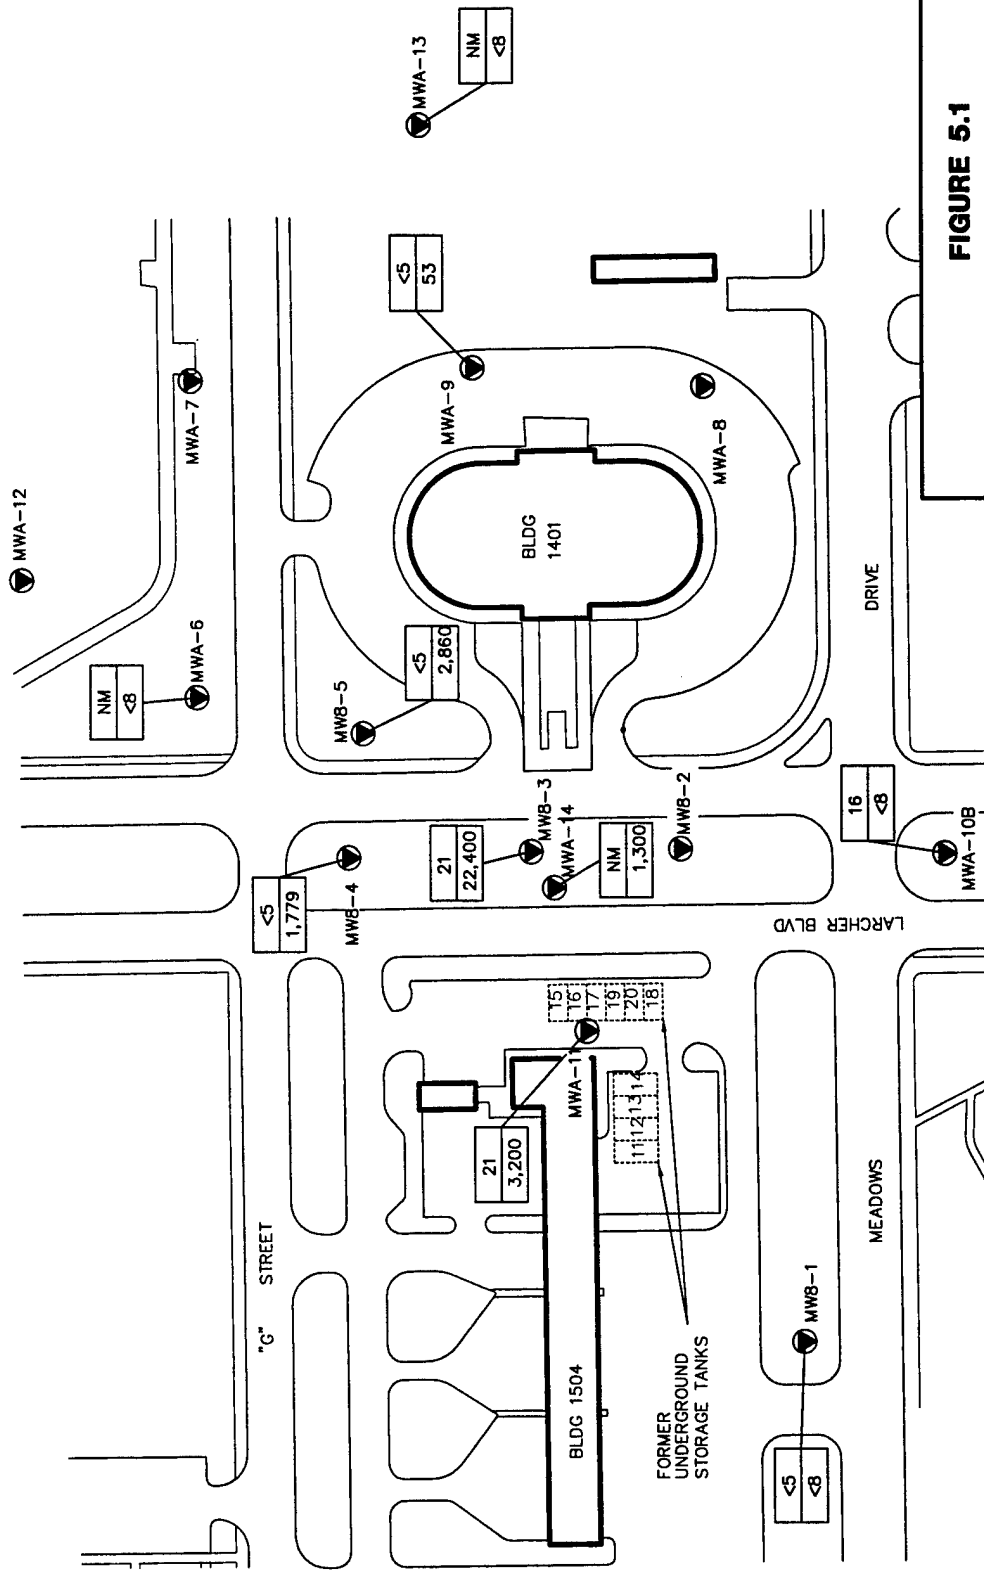 MWA-12
MWA-13
NM
<8
MWA-7
MWA-6
NM
<8
<5
53
MWA-9
MWA-8
BLDG
1401
<5
2,860
MW8-5
MW8-3
MWA-14
MW8-2
21
22,400
NM
1,300
<5
1,779
MW8-4
16
<8
MWA-10B
DRIVE
LARCHER BLVD
15
16
17
19
20
18
MWA-11
11
12
13
14
21
3,200
"G" STREET
MEADOWS
BLDG 1504
FORMER
UNDERGROUND
STORAGE TANKS
MW8-1
<5
<8
FIGURE 5.1